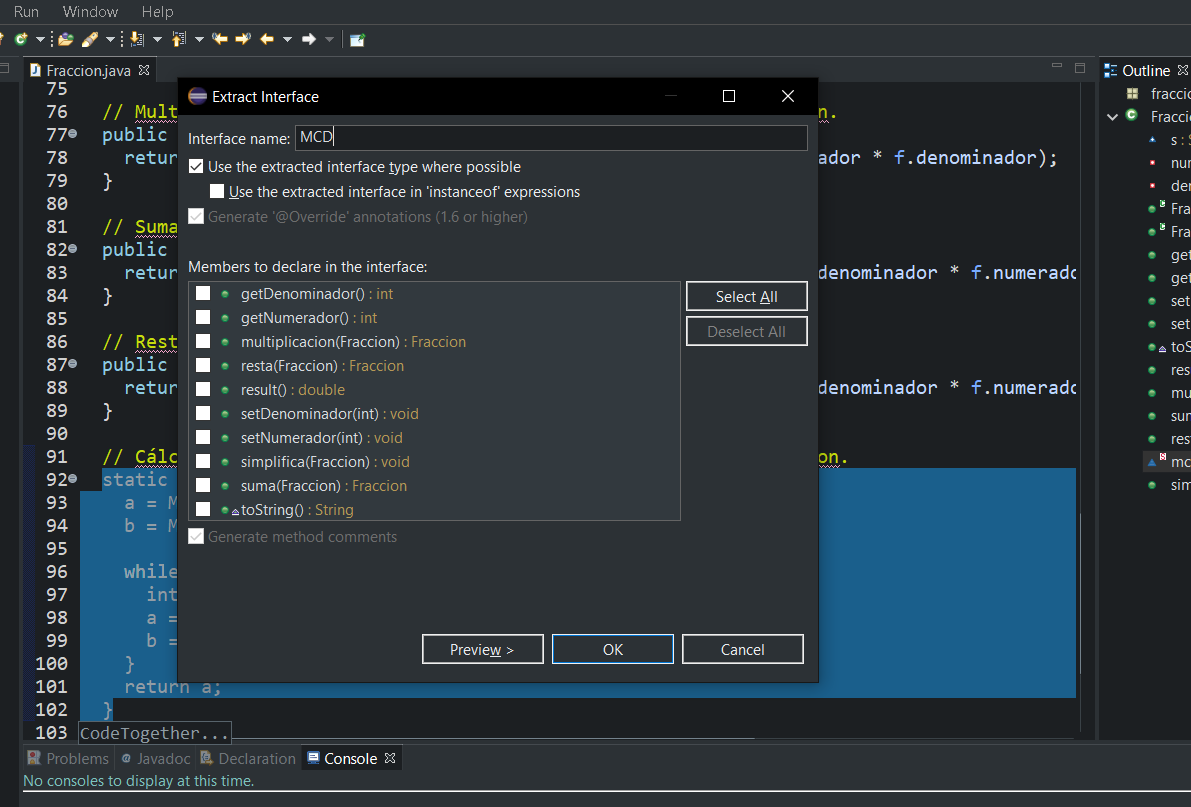 Run Window Help
Fraccion.java
Outline
75
76 // Mult n.
77 public
78 retur ador * f.denominador);
79 }
80
81 // Suma
82 public
83 retur denominador * f.numerado
84 }
85
86 // Rest
87 public
88 retur denominador * f.numerado
89 }
90
91 // Cálc on.
92 static
93 a = M
94 b = M
95
96 while
97 int
98 a =
99 b =
100 }
101 return a;
102 }
103
CodeTogether...
Extract Interface
Interface name: MCD
Use the extracted interface type where possible
Use the extracted interface in 'instanceof' expressions
Generate '@Override' annotations (1.6 or higher)
Members to declare in the interface:
getDenominador() : int
getNumerador() : int
multiplicacion(Fraccion) : Fraccion
resta(Fraccion) : Fraccion
result() : double
setDenominador(int) : void
setNumerador(int) : void
simplifica(Fraccion) : void
suma(Fraccion) : Fraccion
toString() : String
Select All
Deselect All
Generate method comments
Preview > OK Cancel
fraccio
Fracci
s : S
nur
der
Fra
Fra
get
get
set
set
toS
res
mu
sum
rest
mc
sim
Problems Javadoc Declaration Console
No consoles to display at this time.